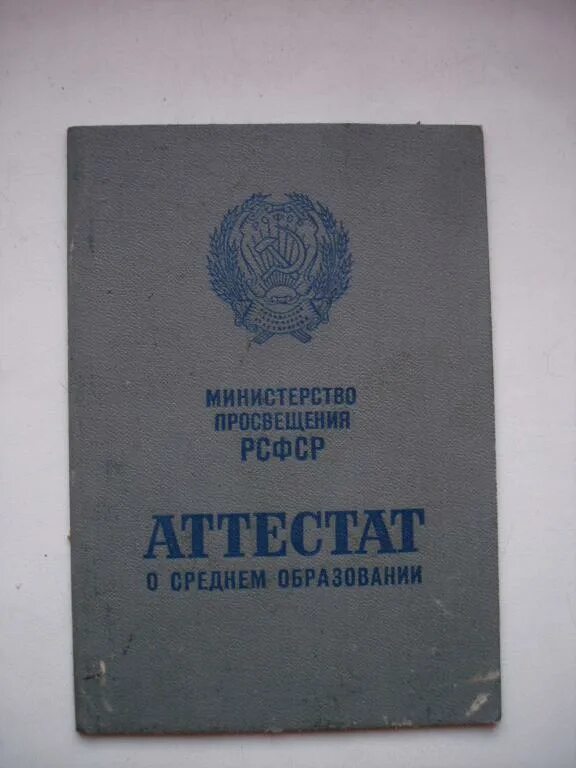 МИНИСТЕРСТВО
ПРОСВЕЩЕНИЯ
РСФСР
АТТЕСТАТ
О СРЕДНЕМ ОБРАЗОВАНИИ